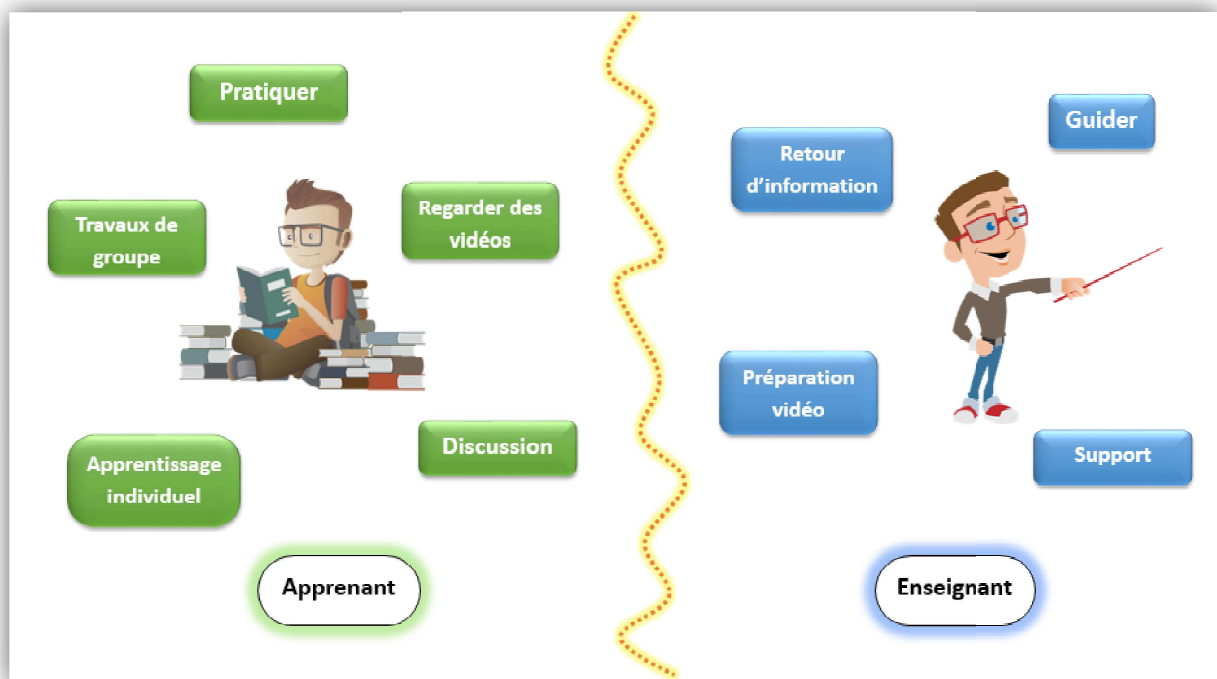 Pratiquer
Travaux de
groupe
Regarder des
vidéos
Apprentissage
individuel
Discussion
Apprenant
Guider
Retour
d’information
Préparation
vidéo
Support
Enseignant